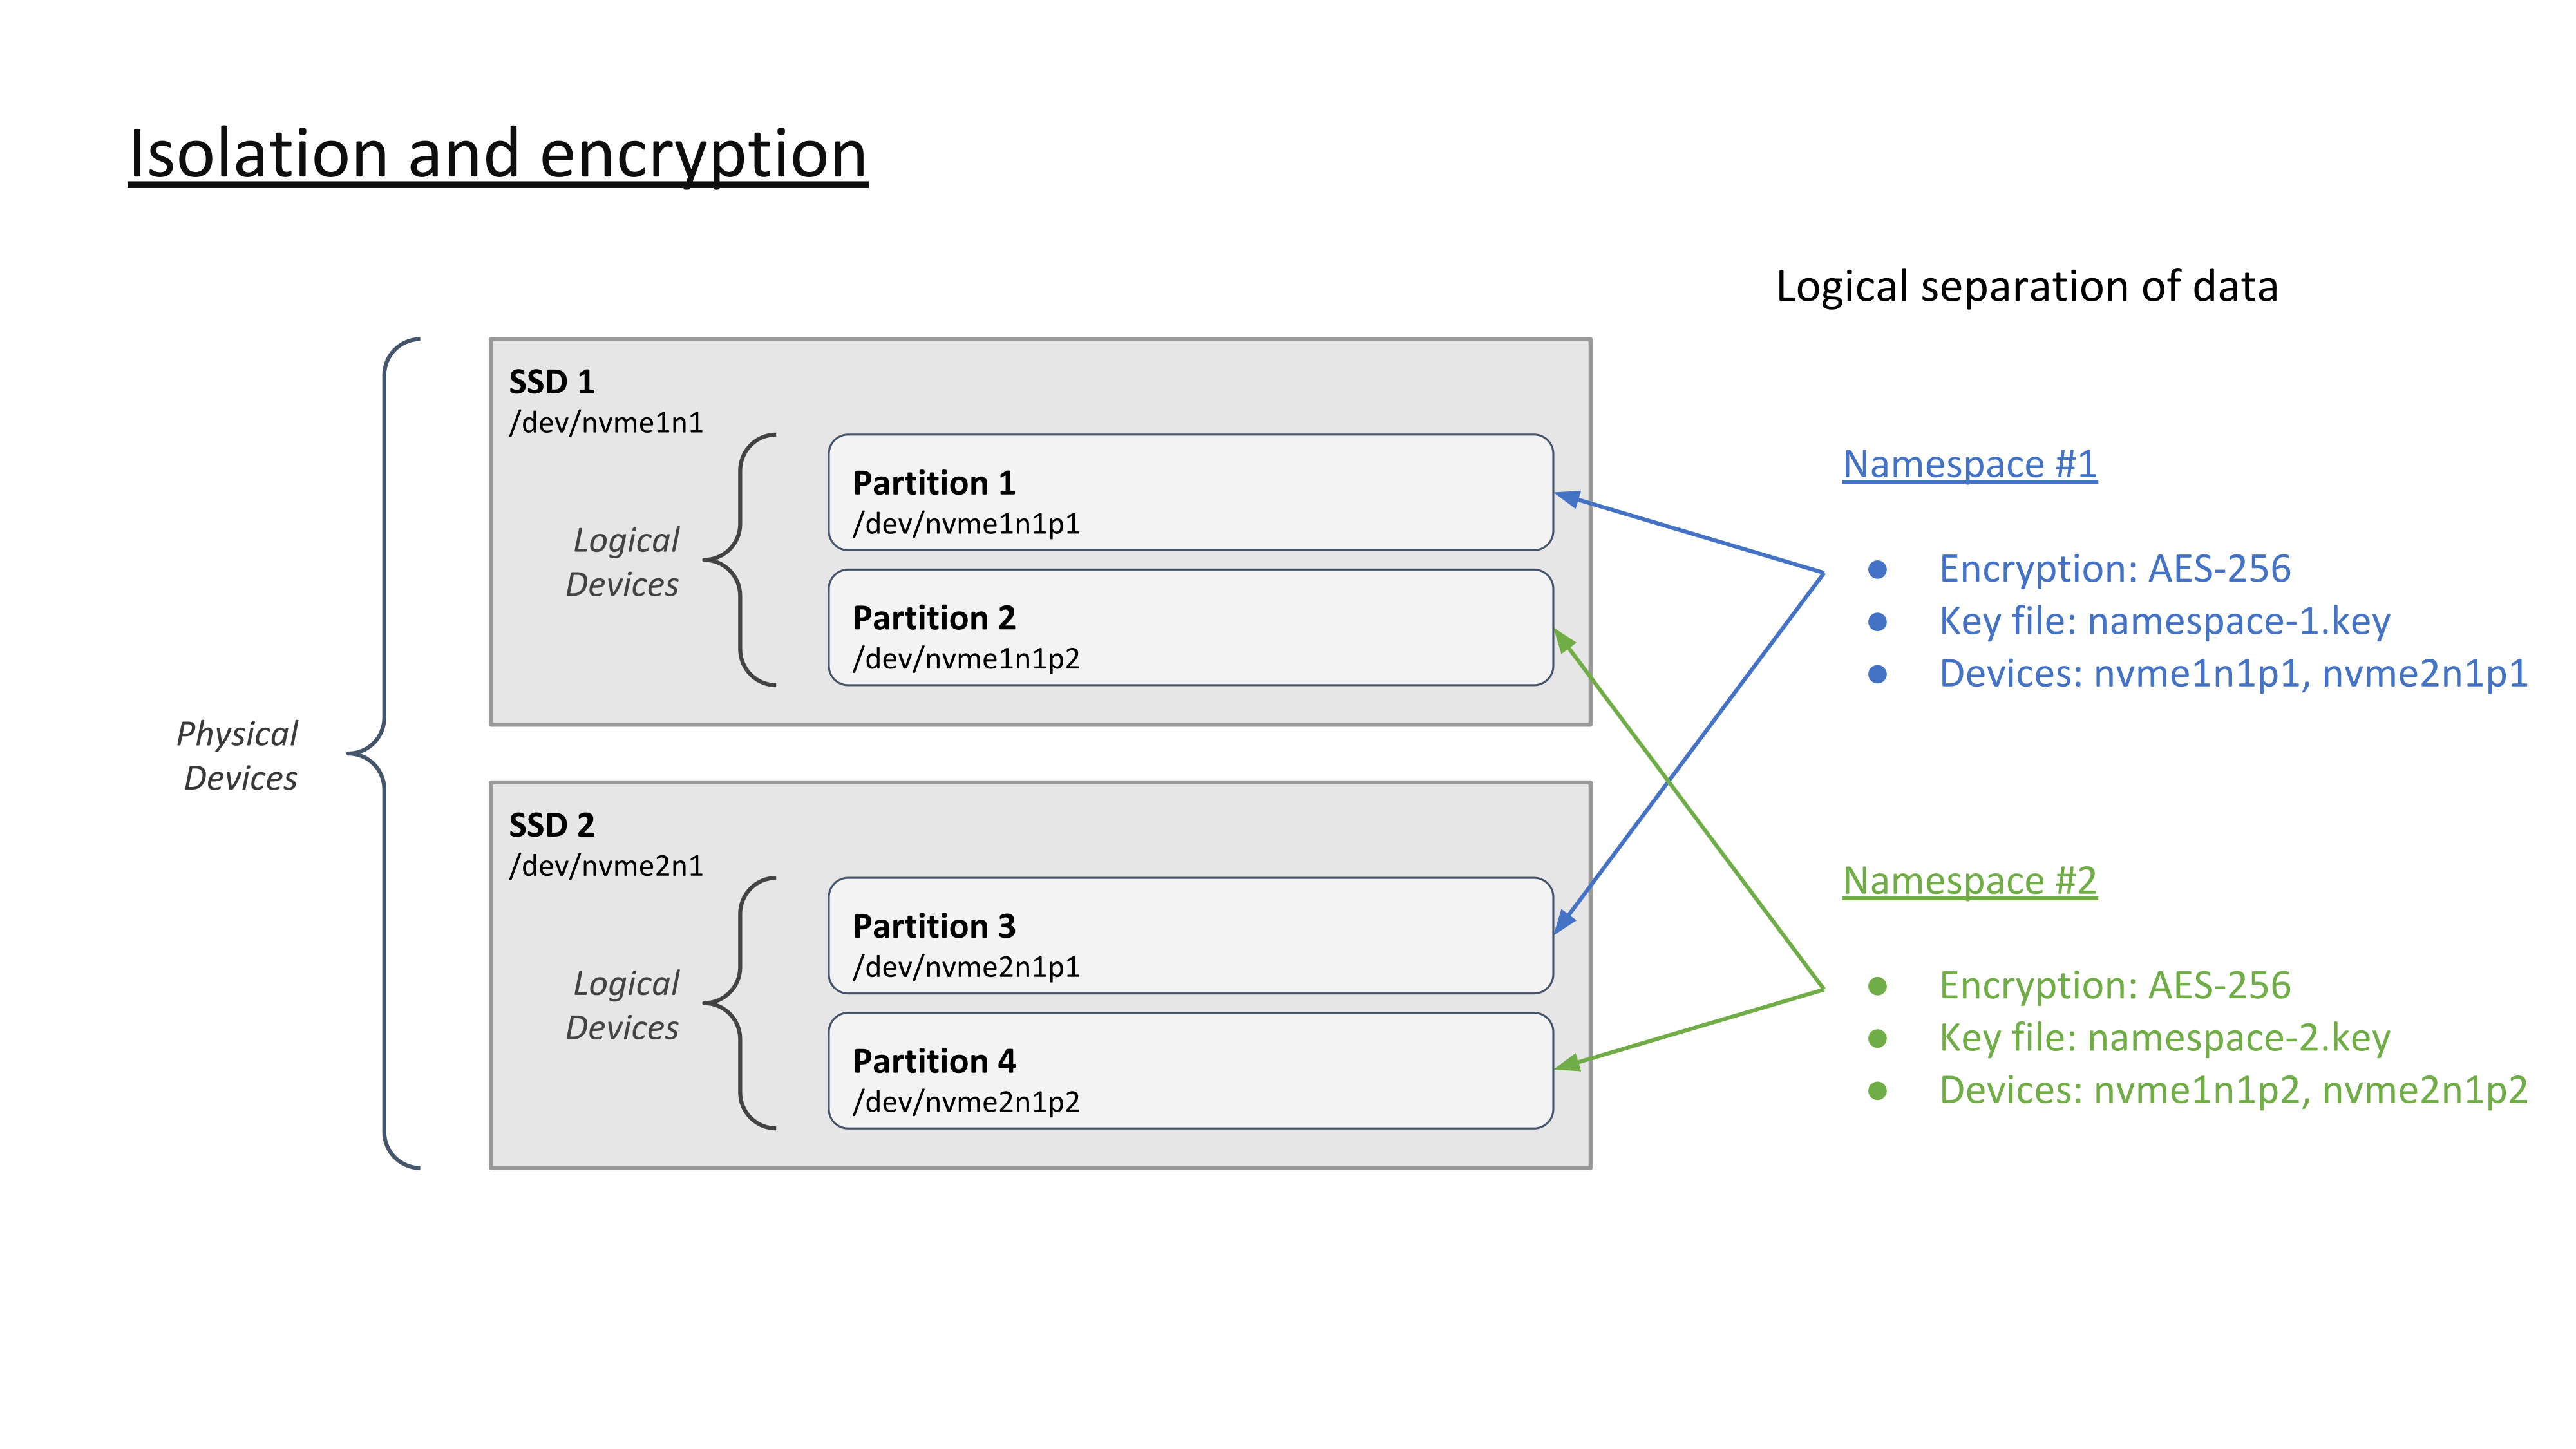 Isolation and encryption
Logical separation of data
Physical
Devices
SSD 1
/dev/nvme1n1
Logical
Devices
Partition 1
/dev/nvme1n1p1
Partition 2
/dev/nvme1n1p2
SSD 2
/dev/nvme2n1
Logical
Devices
Partition 3
/dev/nvme2n1p1
Partition 4
/dev/nvme2n1p2
Namespace #1
● Encryption: AES-256
● Key file: namespace-1.key
● Devices: nvme1n1p1, nvme2n1p1
Namespace #2
● Encryption: AES-256
● Key file: namespace-2.key
● Devices: nvme1n1p2, nvme2n1p2